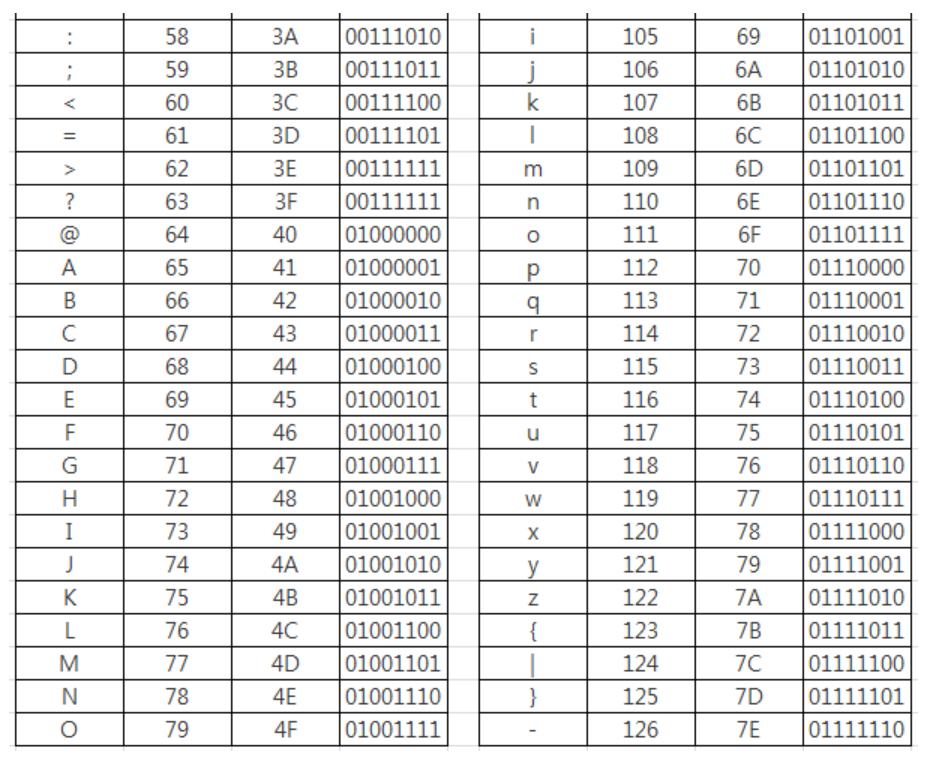 : 58 3A 00111010 i 105 69 01101001
; 59 3B 00111011 j 106 6A 01101010
< 60 3C 00111100 k 107 6B 01101011
= 61 3D 00111101 l 108 6C 01101100
> 62 3E 00111111 m 109 6D 01101101
? 63 3F 00111111 n 110 6E 01101110
@ 64 40 01000000 o 111 6F 01101111
A 65 41 01000001 p 112 70 01110000
B 66 42 01000010 q 113 71 01110001
C 67 43 01000011 r 114 72 01110010
D 68 44 01000100 s 115 73 01110011
E 69 45 01000101 t 116 74 01110100
F 70 46 01000110 u 117 75 01110101
G 71 47 01000111 v 118 76 01110110
H 72 48 01001000 w 119 77 01110111
I 73 49 01001001 x 120 78 01111000
J 74 4A 01001010 y 121 79 01111001
K 75 4B 01001011 z 122 7A 01111010
L 76 4C 01001100 { 123 7B 01111011
M 77 4D 01001101 | 124 7C 01111100
N 78 4E 01001110 } 125 7D 01111101
O 79 4F 01001111 - 126 7E 01111110